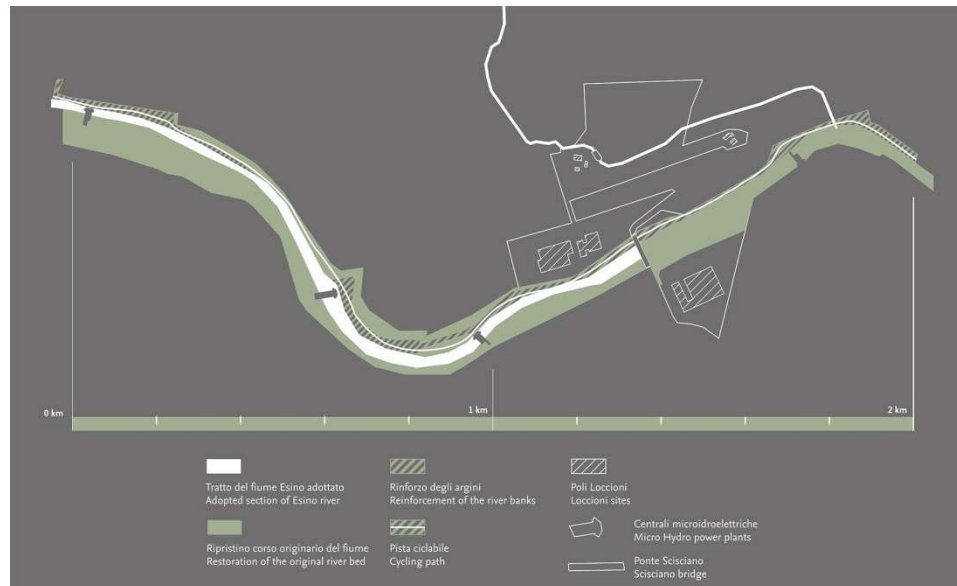 0 km
1 km
2 km
Tratto del fiume Esino adottato
Adopted section of Esino river
Rinforzo degli argini
Reinforcement of the river banks
Poli Loccioni
Loccioni sites
Ripristino corso originario del fiume
Restoration of the original river bed
Pista ciclabile
Cycling path
Centrali microidroelettriche
Micro Hydro power plants
Ponte Scisciano
Scisciano bridge